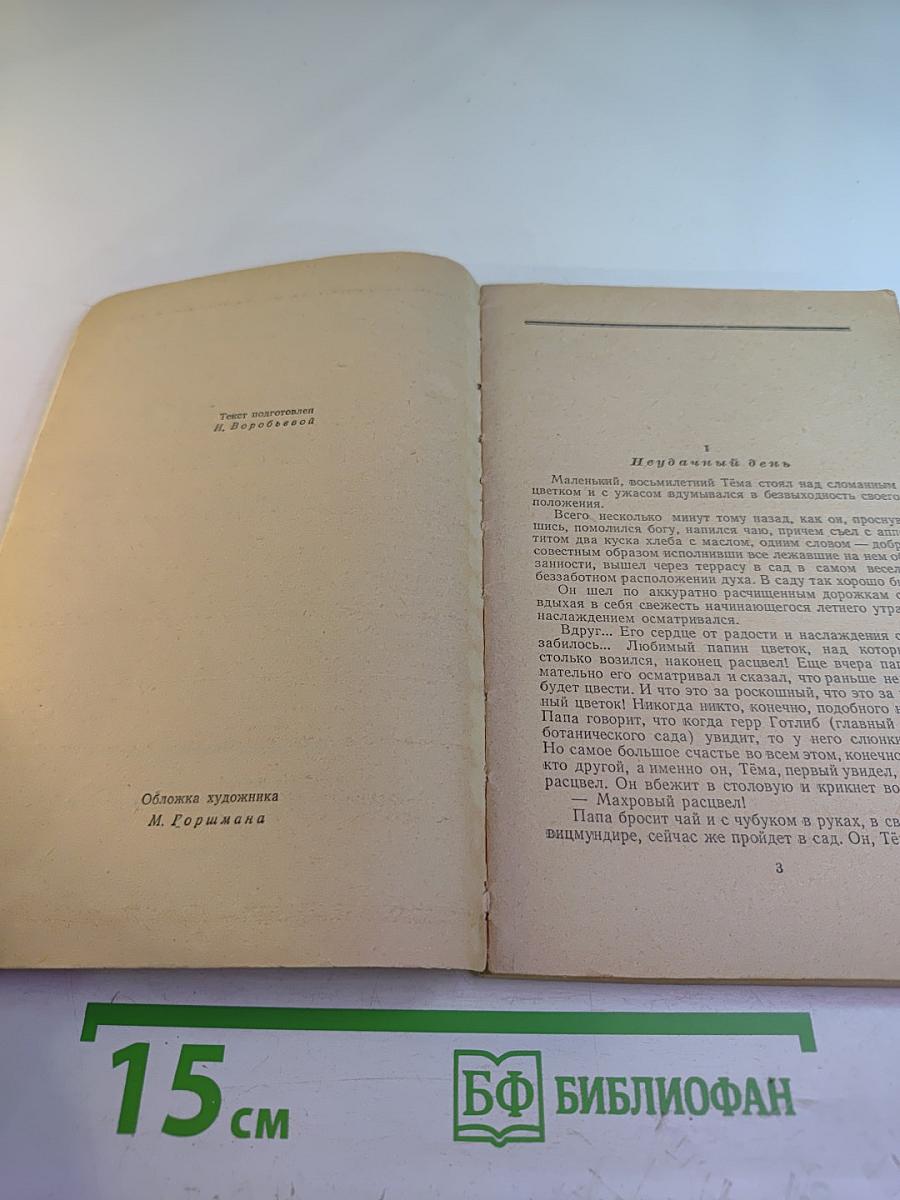 Текст подготовлен
И. Воробьевой
Обложка художника
М. Горшмана
I
Неудачный день
Маленький, восьмилетний Тёма стоял над сломанным
цветком и с ужасом вдумывался в безвыходность своего
положения.
Всего несколько минут тому назад, как он, проснув
шись, помолился богу, напился чаю, причем съел с аппе
титом два куска хлеба с маслом, одним словом — добр
совестным образом исполнивши все лежавшие на нем об
занности, вышел через террасу в сад в самом весел
беззаботном расположении духа. В саду так хорошо бы
Он шел по аккуратно расчищенным дорожкам с
вдыхая в себя свежесть начинающегося летнего утра
наслаждением осматривался.
Вдруг... Его сердце от радости и наслаждения с
забилось... Любимый папин цветок, над котор
столько возился, наконец расцвел! Еще вчера пап
мательно его осматривал и сказал, что раньше не
будет цвести. И что это за роскошный, что это за
ный цветок! Никогда никто, конечно, подобного н
Папа говорит, что когда герр Готлиб (главный
ботанического сада) увидит, то у него слюнки
Но самое большое счастье во всем этом, конечно
кто другой, а именно он, Тёма, первый увидел,
расцвел. Он вбежит в столовую и крикнет во
— Махровый расцвел!
Папа бросит чай и с чубуком в руках, в св
вицмундире, сейчас же пройдет в сад. Он, Тё
3
15 см
БФ БИБЛИОФАН